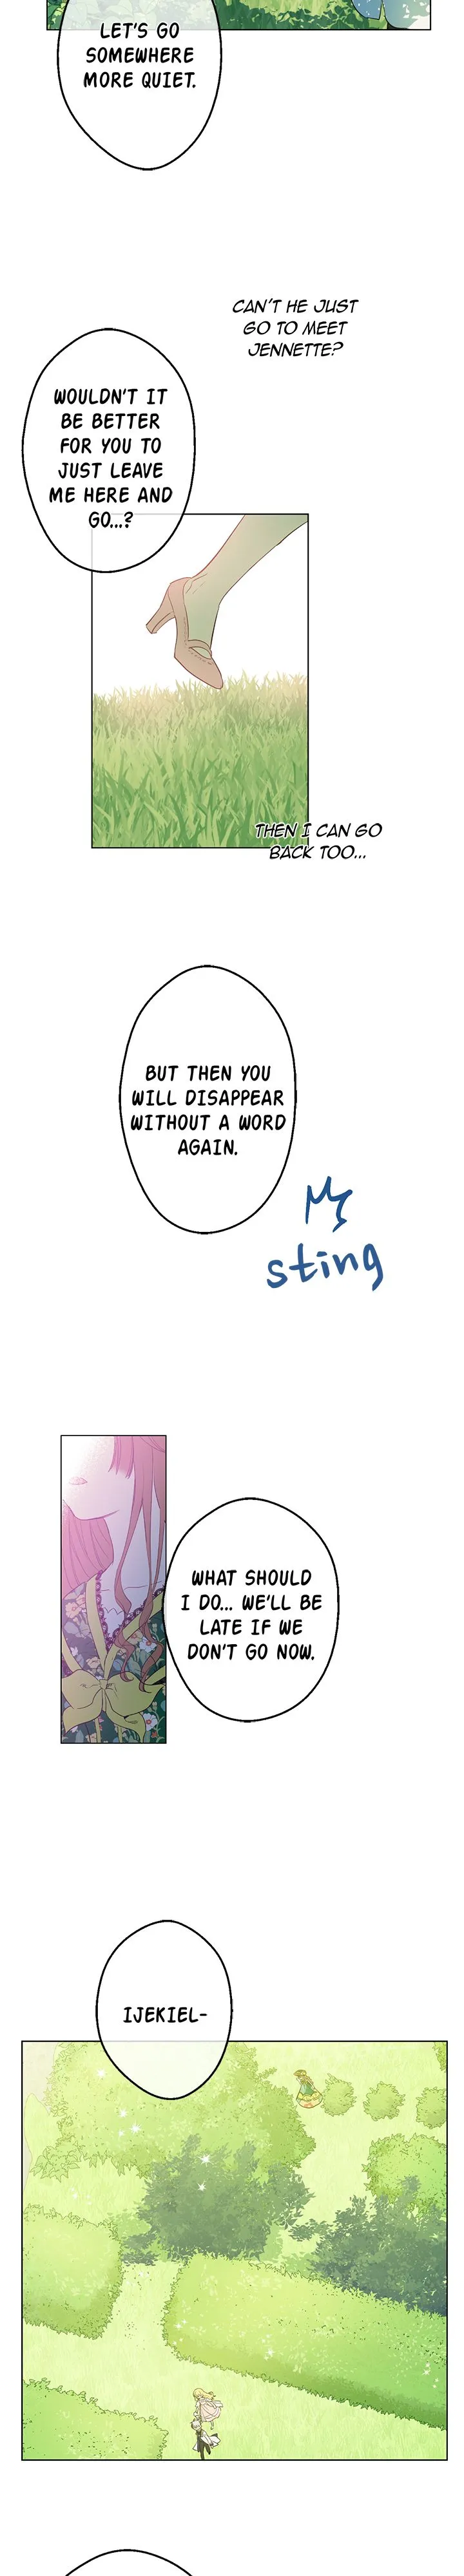 LET'S GO
SOMEWHERE
MORE QUIET.
CAN'T HE JUST
GO TO MEET
JENNETTE?
WOULDN'T IT
BE BETTER
FOR YOU TO
JUST LEAVE
ME HERE AND
GO...?
THEN I CAN GO
BACK TOO...
BUT THEN YOU
WILL DISAPPEAR
WITHOUT A WORD
AGAIN.
sting
WHAT SHOULD
I DO... WE'LL BE
LATE IF WE
DON'T GO NOW.
IJEKIEL-